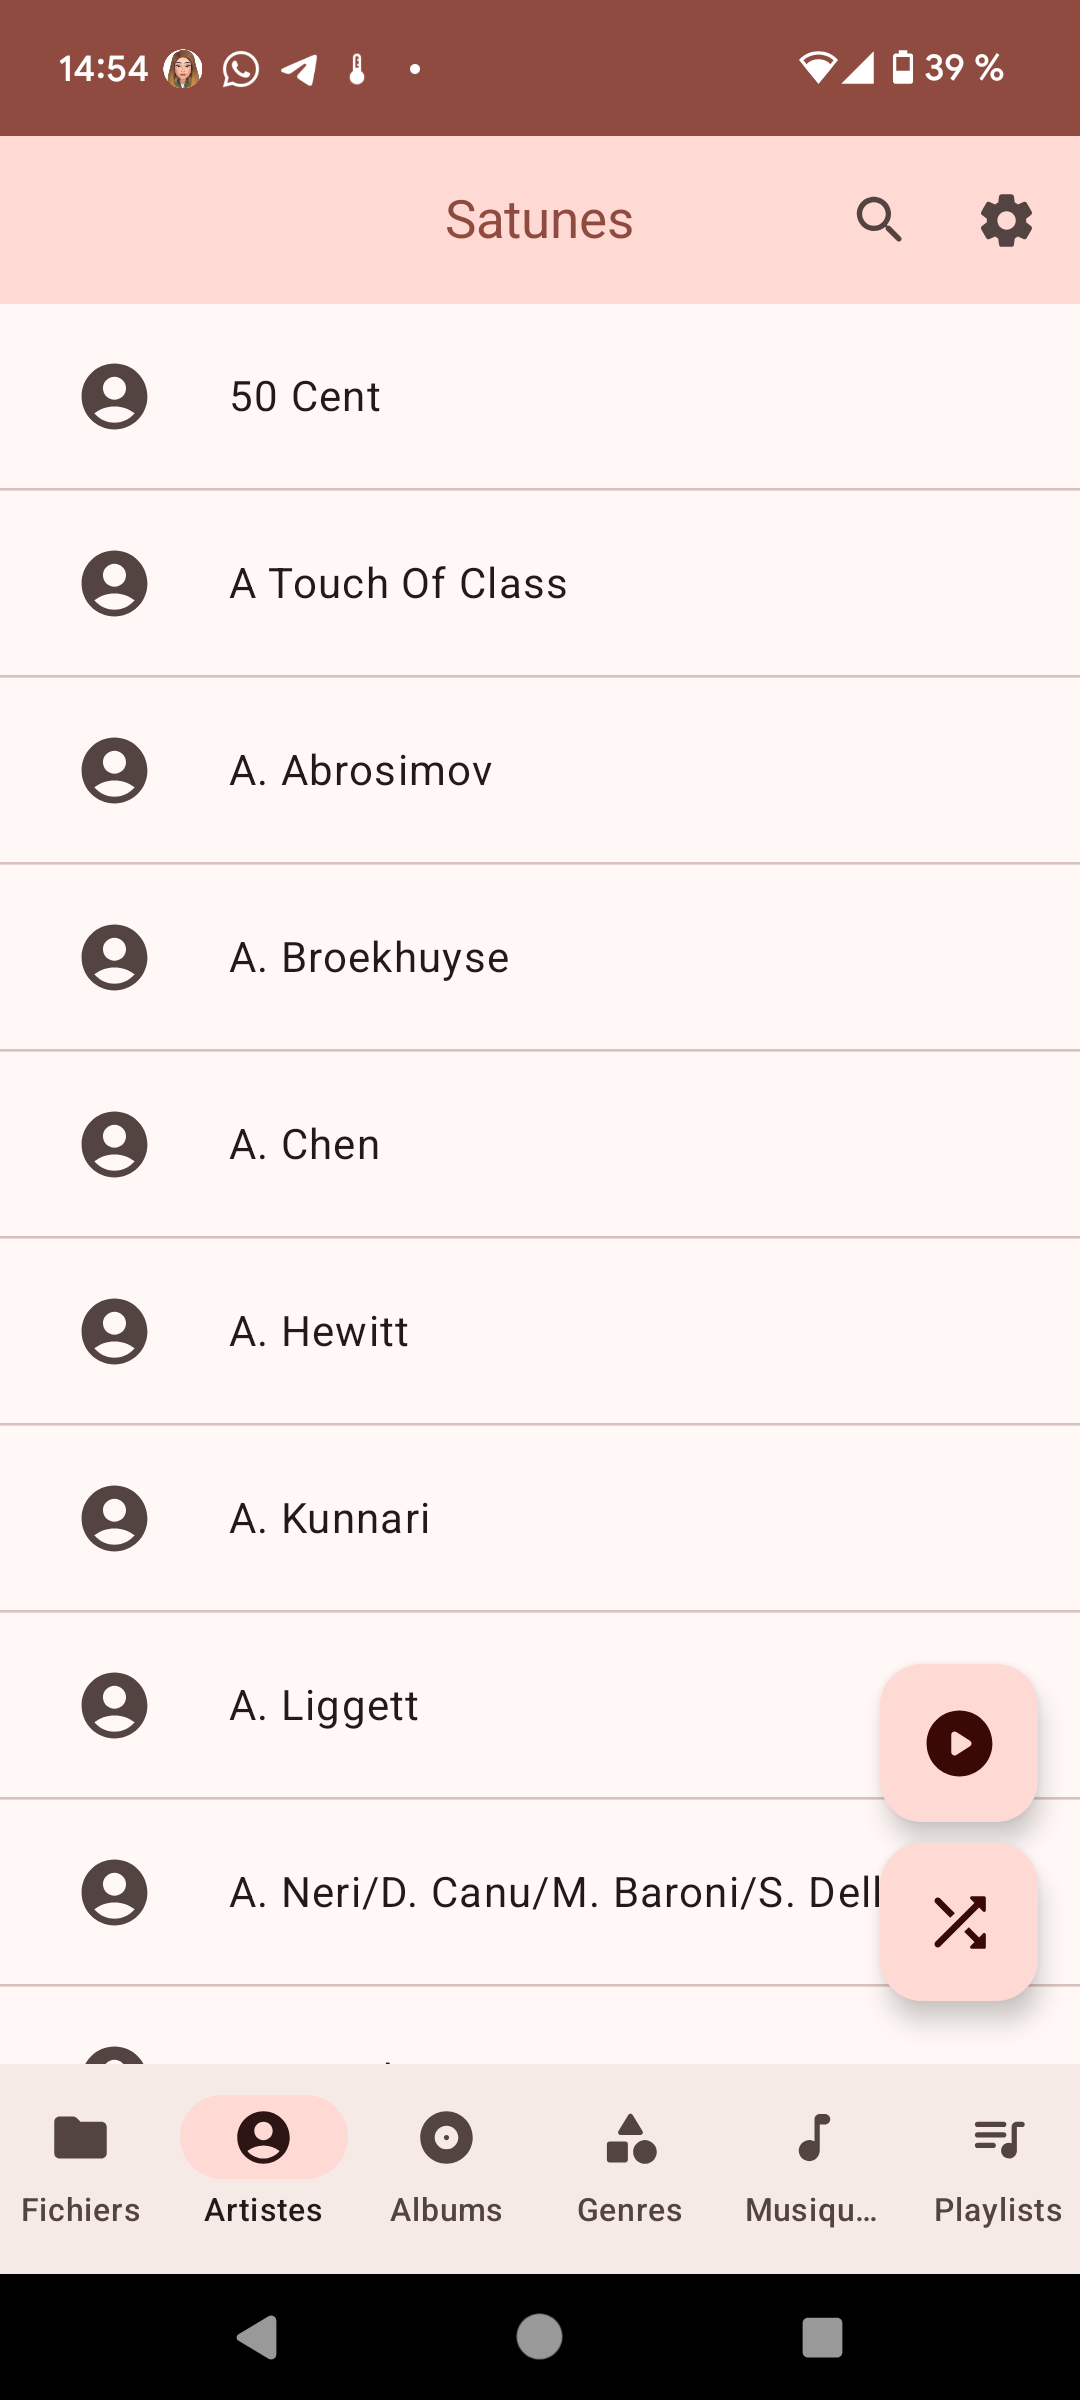 14:54
39 %
Satunes
50 Cent
A Touch Of Class
A. Abrosimov
A. Broekhuyse
A. Chen
A. Hewitt
A. Kunnari
A. Liggett
A. Neri/D. Canu/M. Baroni/S. Dell
Fichiers
Artistes
Albums
Genres
Musiqu…
Playlists